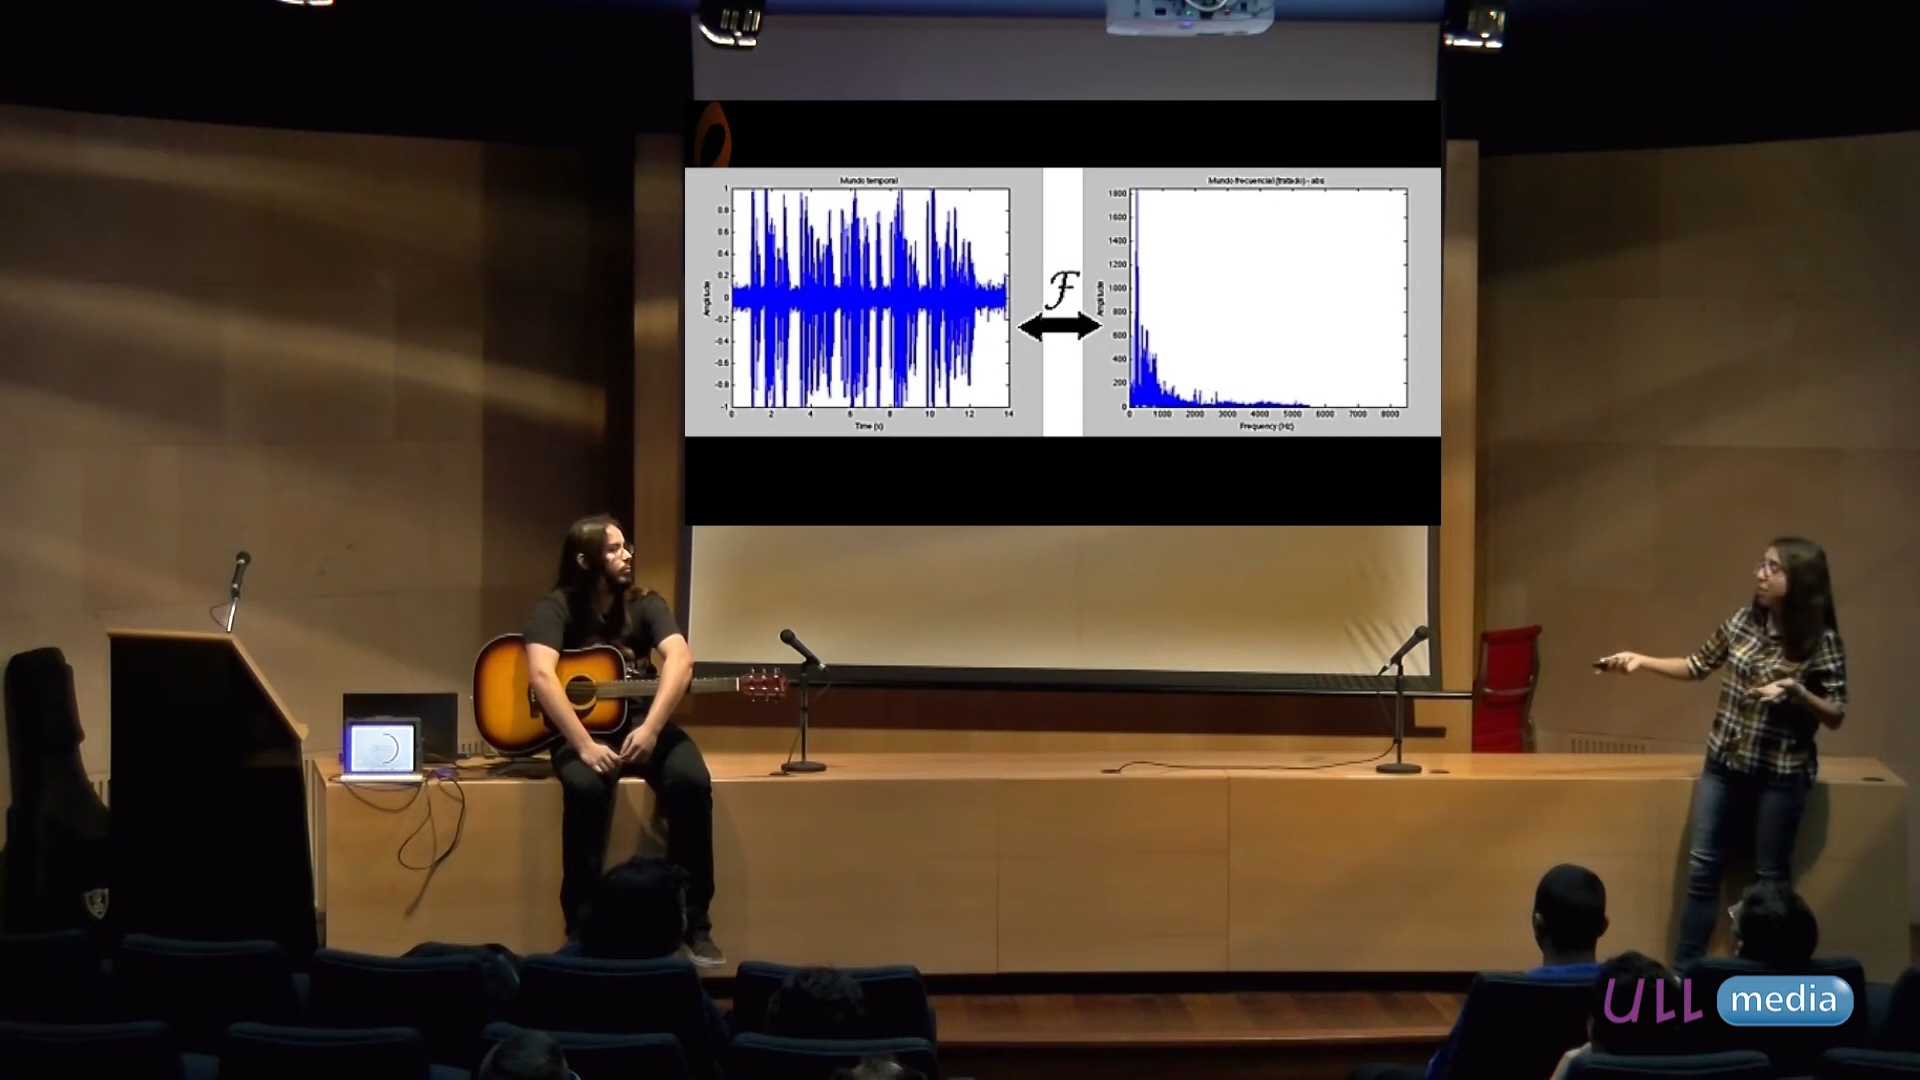 Mundo temporal
1
0.8
0.6
0.4
0.2
0
-0.2
-0.4
-0.6
-0.8
-1
0 2 4 6 8 10 12 14
Time (s)
Amplitude
ℱ
Mundo frecuencial (tratado) - abs
1800
1600
1400
1200
1000
800
600
400
200
0
0 1000 2000 3000 4000 5000 6000 7000 8000
Frequency (Hz)
Amplitude
ULL media